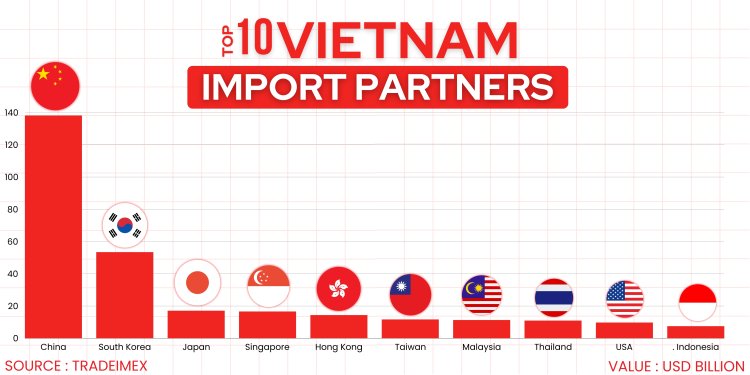 TOP 10 VIETNAM
IMPORT PARTNERS
140
100
80
60
40
20
0
China South Korea Japan Singapore Hong Kong Taiwan Malaysia Thailand USA . Indonesia
SOURCE : TRADEIMEX VALUE : USD BILLION